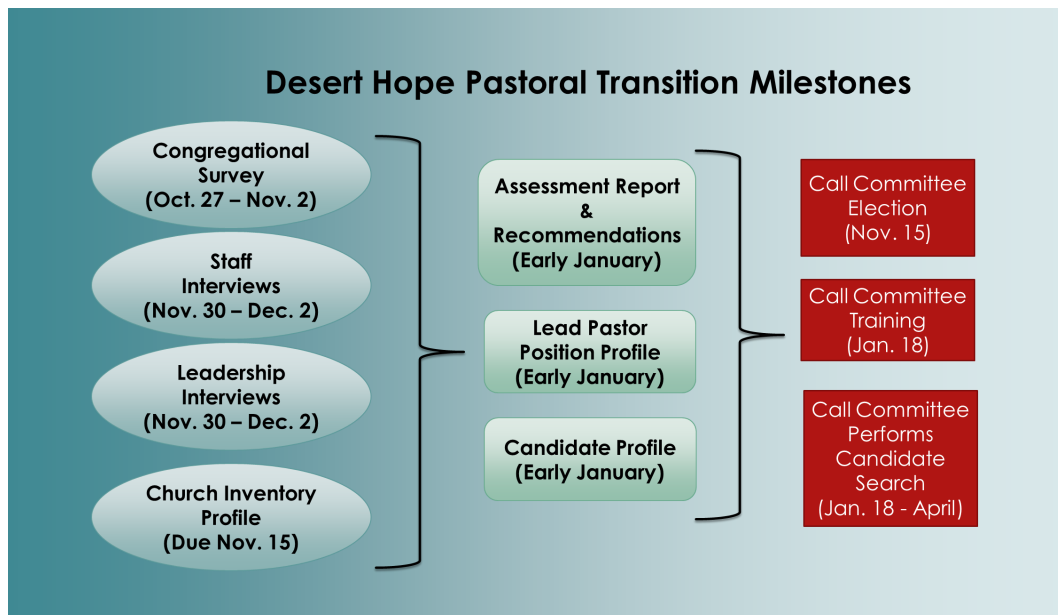 Desert Hope Pastoral Transition Milestones
Congregational
Survey
(Oct. 27 – Nov. 2)
Staff
Interviews
(Nov. 30 – Dec. 2)
Leadership
Interviews
(Nov. 30 – Dec. 2)
Church Inventory
Profile
(Due Nov. 15)
Assessment Report
&
Recommendations
(Early January)
Lead Pastor
Position Profile
(Early January)
Candidate Profile
(Early January)
Call Committee
Election
(Nov. 15)
Call Committee
Training
(Jan. 18)
Call Committee
Performs
Candidate
Search
(Jan. 18 - April)